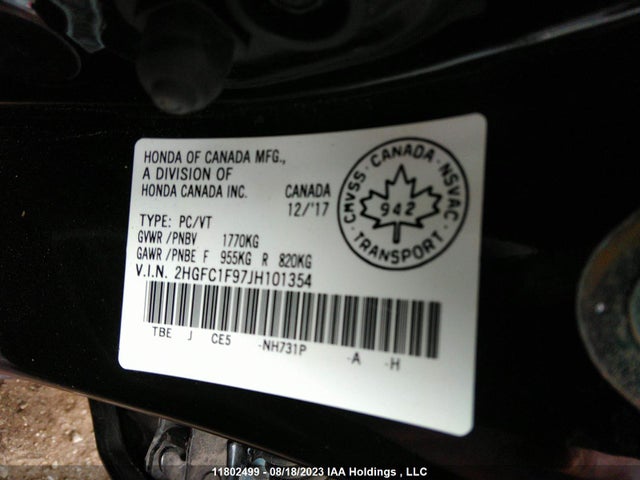 HONDA OF CANADA MFG.,
A DIVISION OF
HONDA CANADA INC.
CANADA
12/'17
TYPE: PC/VT
GVWR/PNBV 1770KG
GAWR/PNBE F 955KG R 820KG
V.I.N. 2HGFC1F97JH101354
TBE J CE5 -NH731P -A -H
CMVSS · CANADA · NSVAC
942
· TRANSPORT ·
11802499 - 08/18/2023 IAA Holdings , LLC